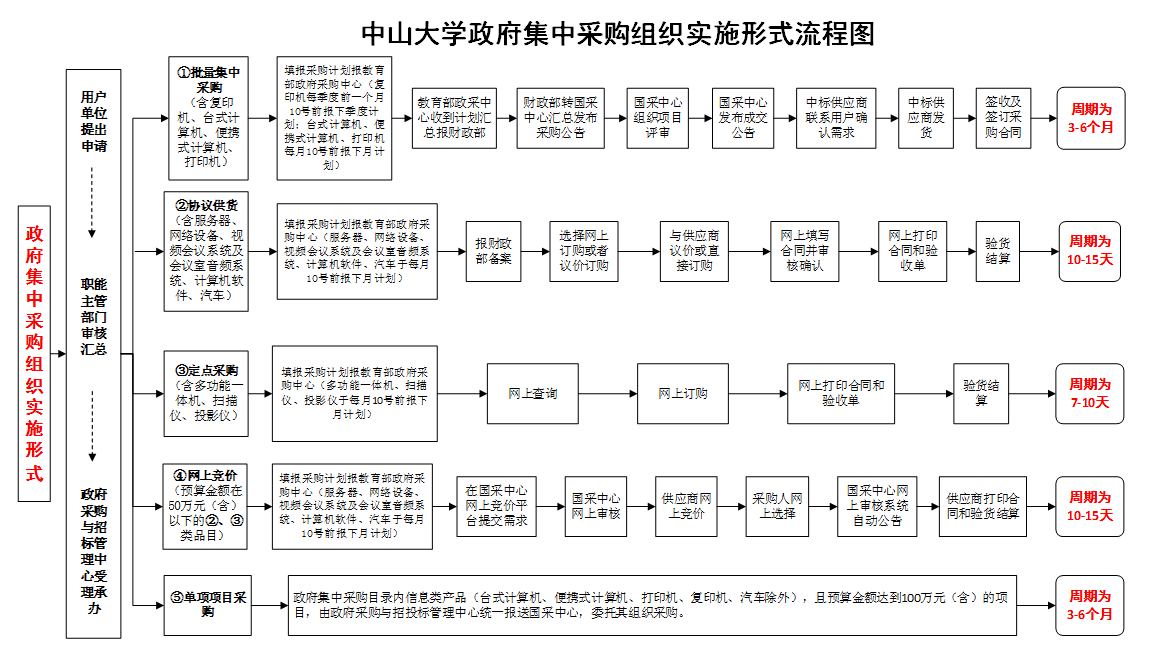 中山大学政府集中采购组织实施形式流程图
政府集中采购组织实施形式
用户
单位
提出
申请
职能
主管
部门
审核
汇总
政府
采购
与招
标管
理中
心受
理承
办
①批量集中
采购
（含复印
机、台式计
算机、便携
式计算机、
打印机）
填报采购计划报教育
部政府采购中心（复
印机每季度前一个月
10号前报下季度计
划；台式计算机、便
携式计算机、打印机
每月10号前报下月计
划）
教育部政采中
心收到计划汇
总报财政部
财政部转国采
中心汇总发布
采购公告
国采中心
组织项目
评审
国采中心
发布成交
公告
中标供应商
联系用户确
认需求
中标供
应商发
货
签收及
签订采
购合同
周期为
3-6个月
②协议供货
（含服务器、
网络设备、视
频会议系统及
会议室音频系
统、计算机软
件、汽车）
填报采购计划报教育部政府采
购中心（服务器、网络设备、
视频会议系统及会议室音频系
统、计算机软件、汽车于每月
10号前报下月计划）
报财政
部备案
选择网上
订购或者
议价订购
与供应商
议价或直
接订购
网上填写
合同并审
核确认
网上打印
合同和验
收单
验货
结算
周期为
10-15天
③定点采购
（含多功能一
体机、扫描
仪、投影仪）
填报采购计划报教育部政府采
购中心（多功能一体机、扫描
仪、投影仪于每月10号前报下
月计划）
网上查询
网上订购
网上打印合同和
验收单
验货结
算
周期为
7-10天
④网上竞价
（预算金额在
50万元（含）
以下的②、③
类品目）
填报采购计划报教育部政府采
购中心（服务器、网络设备、
视频会议系统及会议室音频系
统、计算机软件、汽车于每月
10号前报下月计划）
在国采中心
网上竞价平
台提交需求
国采中心
网上审核
供应商网
上竞价
采购人网
上选择
国采中心网
上审核系统
自动公告
供应商打印合
同和验货结算
周期为
10-15天
⑤单项项目采
购
政府集中采购目录内信息类产品（台式计算机、便携式计算机、打印机、复印机、汽车除外），且预算金额达到100万元（含）的项
目，由政府采购与招投标管理中心统一报送国采中心，委托其组织采购。
周期为
3-6个月